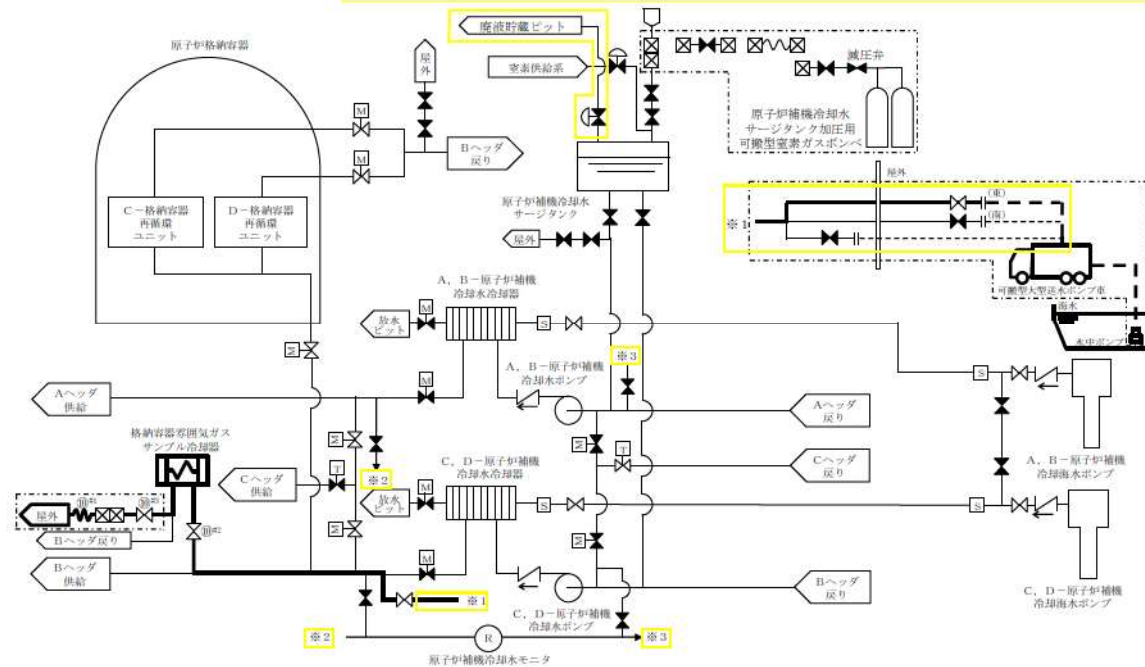 廃液貯蔵ピット
原子炉格納容器
屋外
窒素供給系
減圧弁
原子炉補機冷却水
サージタンク加圧用
可搬型窒素ガスボンベ
M
Bヘッダ
戻り
M
屋外
(東)
(南)
※1
C-格納容器
再循環
ユニット
D-格納容器
再循環
ユニット
原子炉補機冷却水
サージタンク
屋外
可搬型大型送水ポンプ車
海水
水中ポンプ
A,B-原子炉補機
冷却水冷却器
放水
ピット
M
S
S
M
※3
A,B-原子炉補機
冷却水ポンプ
Aヘッダ
供給
M
Aヘッダ
戻り
格納容器雰囲気ガス
サンプル冷却器
M
M
T
Cヘッダ
戻り
A,B-原子炉補機
冷却海水ポンプ
Cヘッダ
供給
T
※2
C,D-原子炉補機
冷却水冷却器
放水
ピット
M
S
S
屋外
Bヘッダ戻り
M
M
Bヘッダ
供給
M
Bヘッダ
戻り
C,D-原子炉補機
冷却海水ポンプ
※1
C,D-原子炉補機
冷却水ポンプ
※2
R
※3
原子炉補機冷却水モニタ